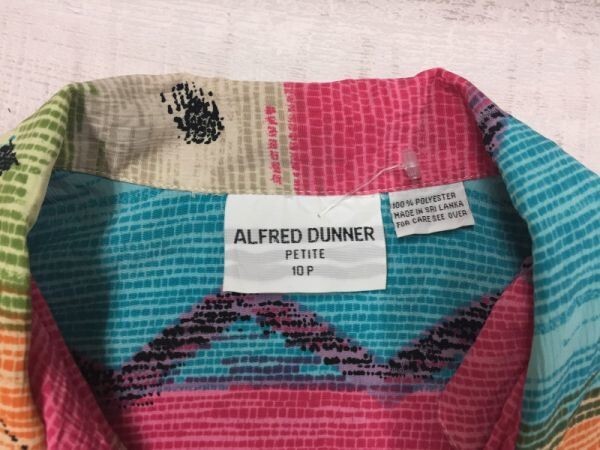 ALFRED DUNNER
PETITE
10 P
100% POLYESTER
MADE IN SRI LANKA
FOR CARE SEE OVER